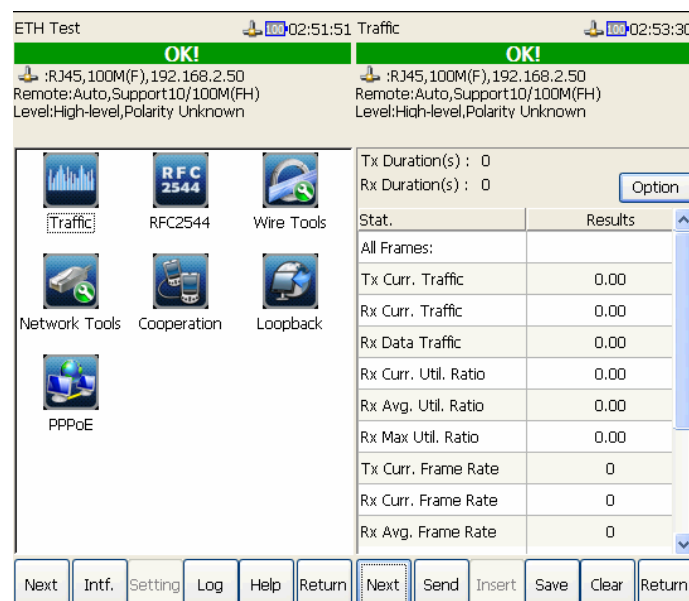 ETH Test
100
02:51:51
OK!
:RJ45,100M(F),192.168.2.50
Remote:Auto,Support10/100M(FH)
Level:High-level,Polarity Unknown
Traffic
RFC
2544
RFC2544
Wire Tools
Network Tools
Cooperation
Loopback
PPPoE
Next
Intf.
Setting
Log
Help
Return
Traffic
100
02:53:30
OK!
:RJ45,100M(F),192.168.2.50
Remote:Auto,Support10/100M(FH)
Level:High-level,Polarity Unknown
Tx Duration(s) : 0
Rx Duration(s) : 0
Option
Stat. Results
All Frames:
Tx Curr. Traffic 0.00
Rx Curr. Traffic 0.00
Rx Data Traffic 0.00
Rx Curr. Util. Ratio 0.00
Rx Avg. Util. Ratio 0.00
Rx Max Util. Ratio 0.00
Tx Curr. Frame Rate 0
Rx Curr. Frame Rate 0
Rx Avg. Frame Rate 0
Next
Send
Insert
Save
Clear
Return